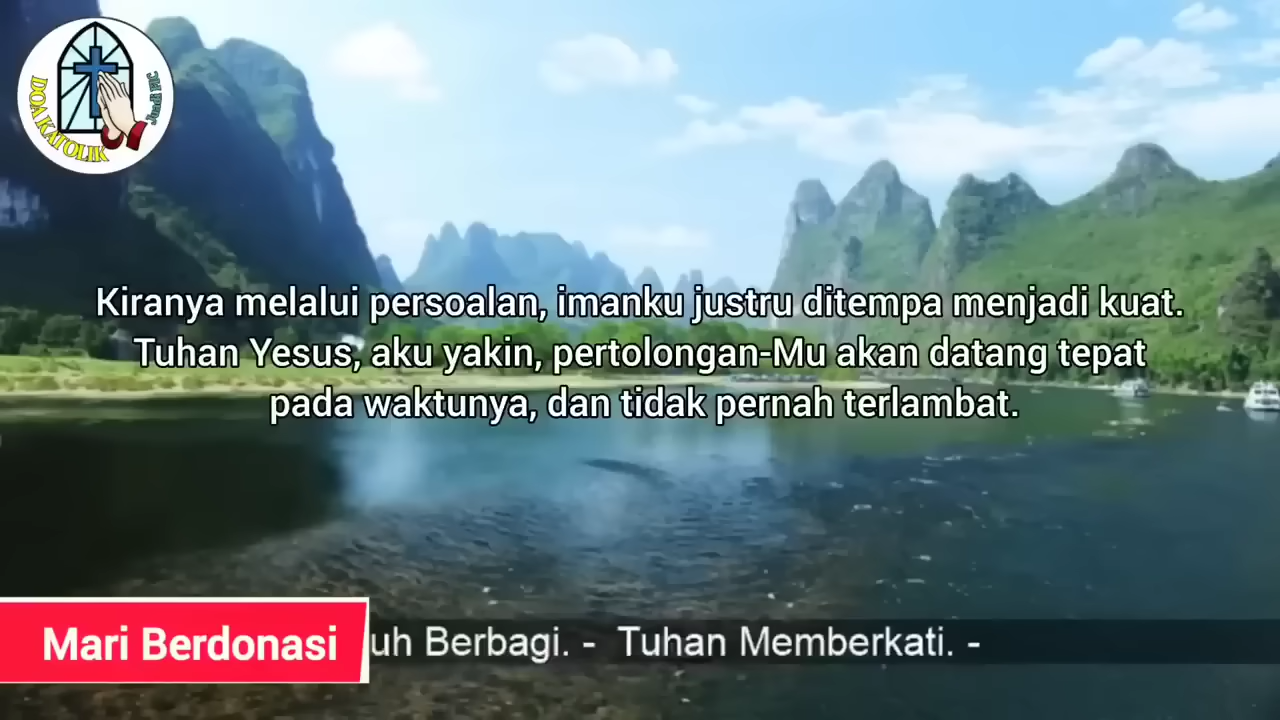 DOA KATOLIK
Kiranya melalui persoalan, imanku justru ditempa menjadi kuat.
Tuhan Yesus, aku yakin, pertolongan-Mu akan datang tepat
pada waktunya, dan tidak pernah terlambat.
Mari Berdonasi
uh Berbagi. - Tuhan Memberkati. -